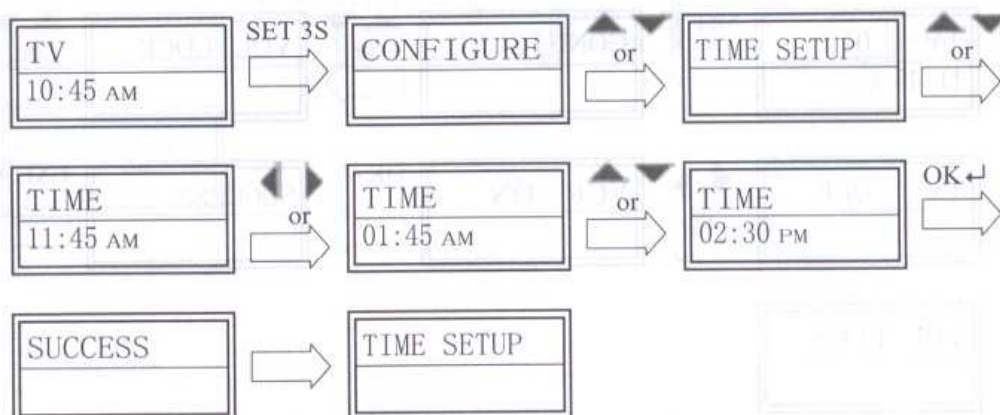 TV
10:45 AM
SET 3S
CONFIGURE
or
TIME SETUP
or
TIME
11:45 AM
or
TIME
01:45 AM
or
TIME
02:30 PM
OK↵
SUCCESS
TIME SETUP